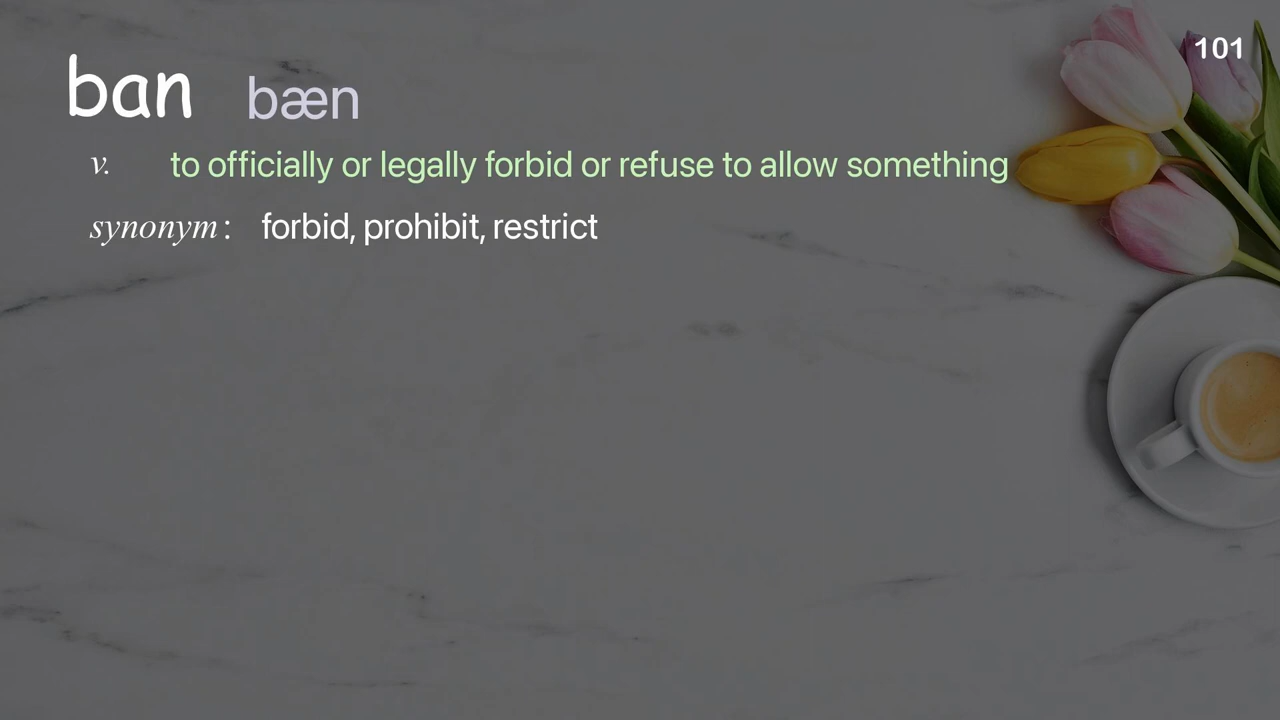 101
ban bæn
v. to officially or legally forbid or refuse to allow something
synonym : forbid, prohibit, restrict